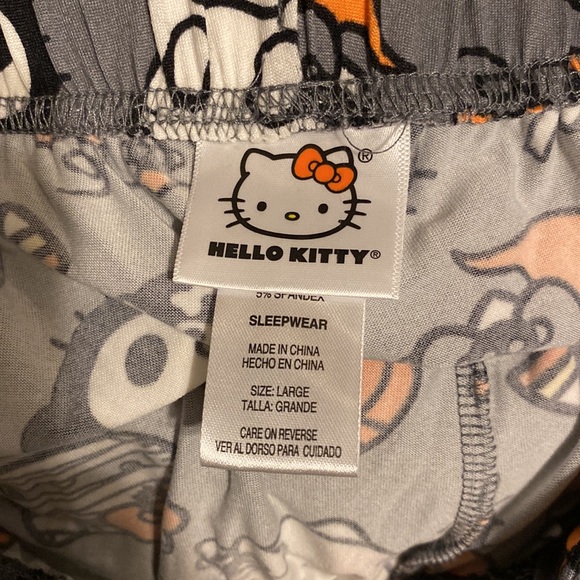 ®
HELLO KITTY®
5% SPANDEX
SLEEPWEAR
MADE IN CHINA
HECHO EN CHINA
SIZE: LARGE
TALLA: GRANDE
CARE ON REVERSE
VER AL DORSO PARA CUIDADO